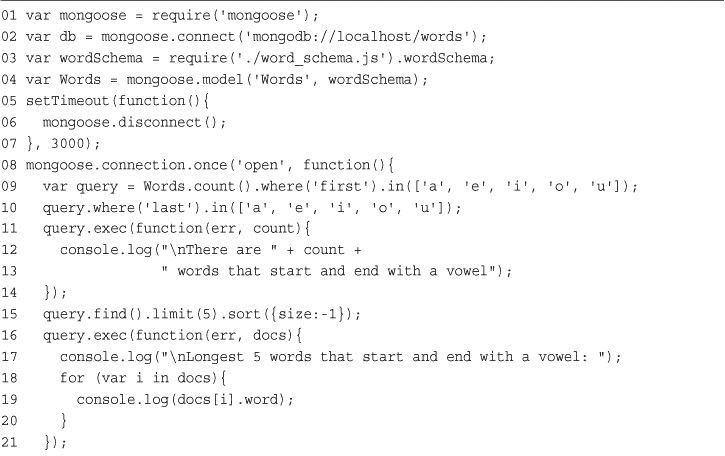 01 var mongoose = require('mongoose');
02 var db = mongoose.connect('mongodb://localhost/words');
03 var wordSchema = require('./word_schema.js').wordSchema;
04 var Words = mongoose.model('Words', wordSchema);
05 setTimeout(function(){
06   mongoose.disconnect();
07 }, 3000);
08 mongoose.connection.once('open', function(){
09   var query = Words.count().where('first').in(['a', 'e', 'i', 'o', 'u']);
10   query.where('last').in(['a', 'e', 'i', 'o', 'u']);
11   query.exec(function(err, count){
12     console.log("\nThere are " + count +
13                 " words that start and end with a vowel");
14   });
15   query.find().limit(5).sort({size:-1});
16   query.exec(function(err, docs){
17     console.log("\nLongest 5 words that start and end with a vowel: ");
18     for (var i in docs){
19       console.log(docs[i].word);
20     }
21   });